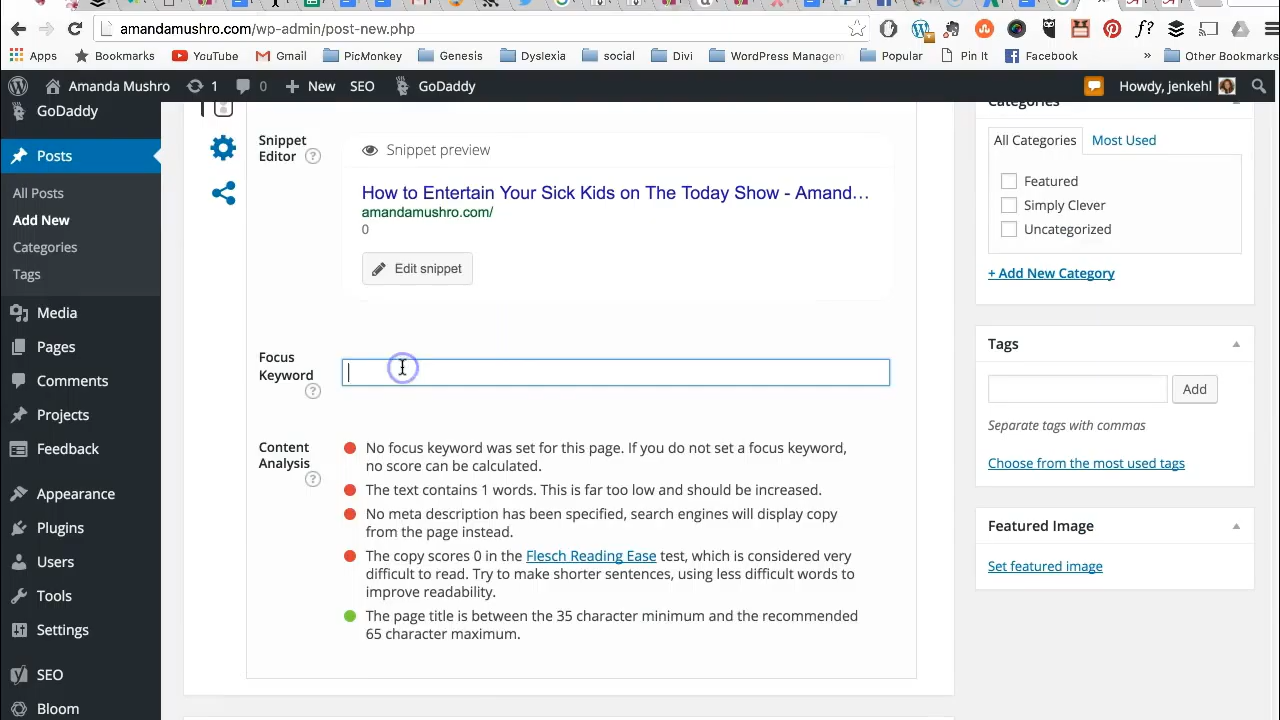 amandamushro.com/wp-admin/post-new.php
Apps Bookmarks YouTube Gmail PicMonkey Genesis Dyslexia social Divi WordPress Managem Popular Pin It Facebook » Other Bookmarks
Amanda Mushro 1 0 New SEO GoDaddy Howdy, jenkehl
GoDaddy
Posts
All Posts
Add New
Categories
Tags
Media
Pages
Comments
Projects
Feedback
Appearance
Plugins
Users
Tools
Settings
SEO
Bloom
Snippet
Editor ?
Snippet preview
How to Entertain Your Sick Kids on The Today Show - Amand...
amandamushro.com/
0
Edit snippet
Focus
Keyword
?
Content
Analysis
?
No focus keyword was set for this page. If you do not set a focus keyword,
no score can be calculated.
The text contains 1 words. This is far too low and should be increased.
No meta description has been specified, search engines will display copy
from the page instead.
The copy scores 0 in the Flesch Reading Ease test, which is considered very
difficult to read. Try to make shorter sentences, using less difficult words to
improve readability.
The page title is between the 35 character minimum and the recommended
65 character maximum.
Categories
All Categories Most Used
Featured
Simply Clever
Uncategorized
+ Add New Category
Tags
Add
Separate tags with commas
Choose from the most used tags
Featured Image
Set featured image